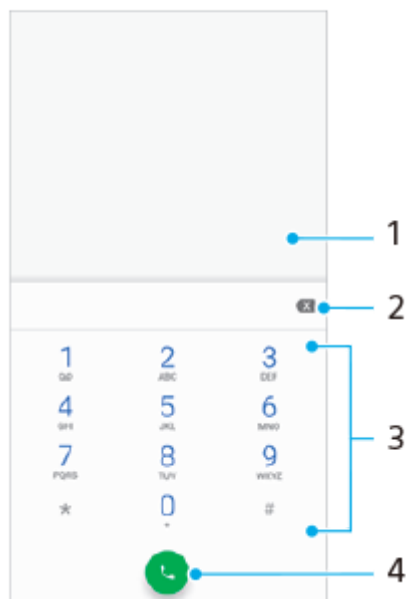 1
2
1 2 3
ABC DEF
4 5 6
GHI JKL MNO
3
7 8 9
PQRS TUV WXYZ
* 0 #
+
4